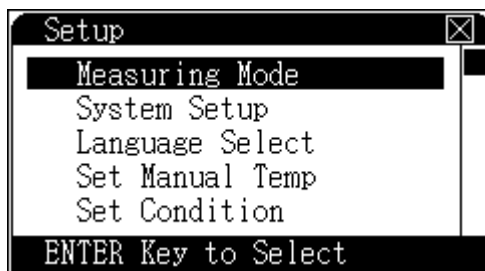 Setup
Measuring Mode
System Setup
Language Select
Set Manual Temp
Set Condition
ENTER Key to Select